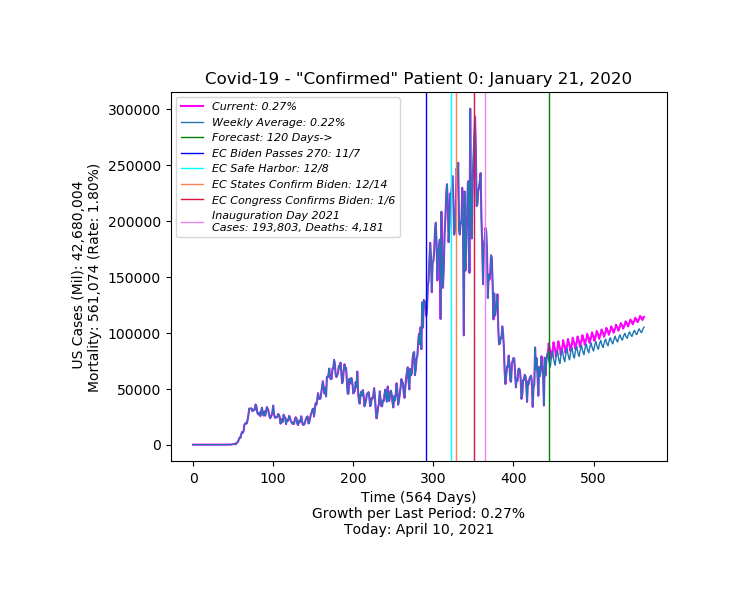 Covid-19 - "Confirmed" Patient 0: January 21, 2020
Current: 0.27%
Weekly Average: 0.22%
Forecast: 120 Days->
EC Biden Passes 270: 11/7
EC Safe Harbor: 12/8
EC States Confirm Biden: 12/14
EC Congress Confirms Biden: 1/6
Inauguration Day 2021
Cases: 193,803, Deaths: 4,181
US Cases (Mil): 42,680,004
Mortality: 561,074 (Rate: 1.80%)
300000
250000
200000
150000
100000
50000
0
0 100 200 300 400 500
Time (564 Days)
Growth per Last Period: 0.27%
Today: April 10, 2021